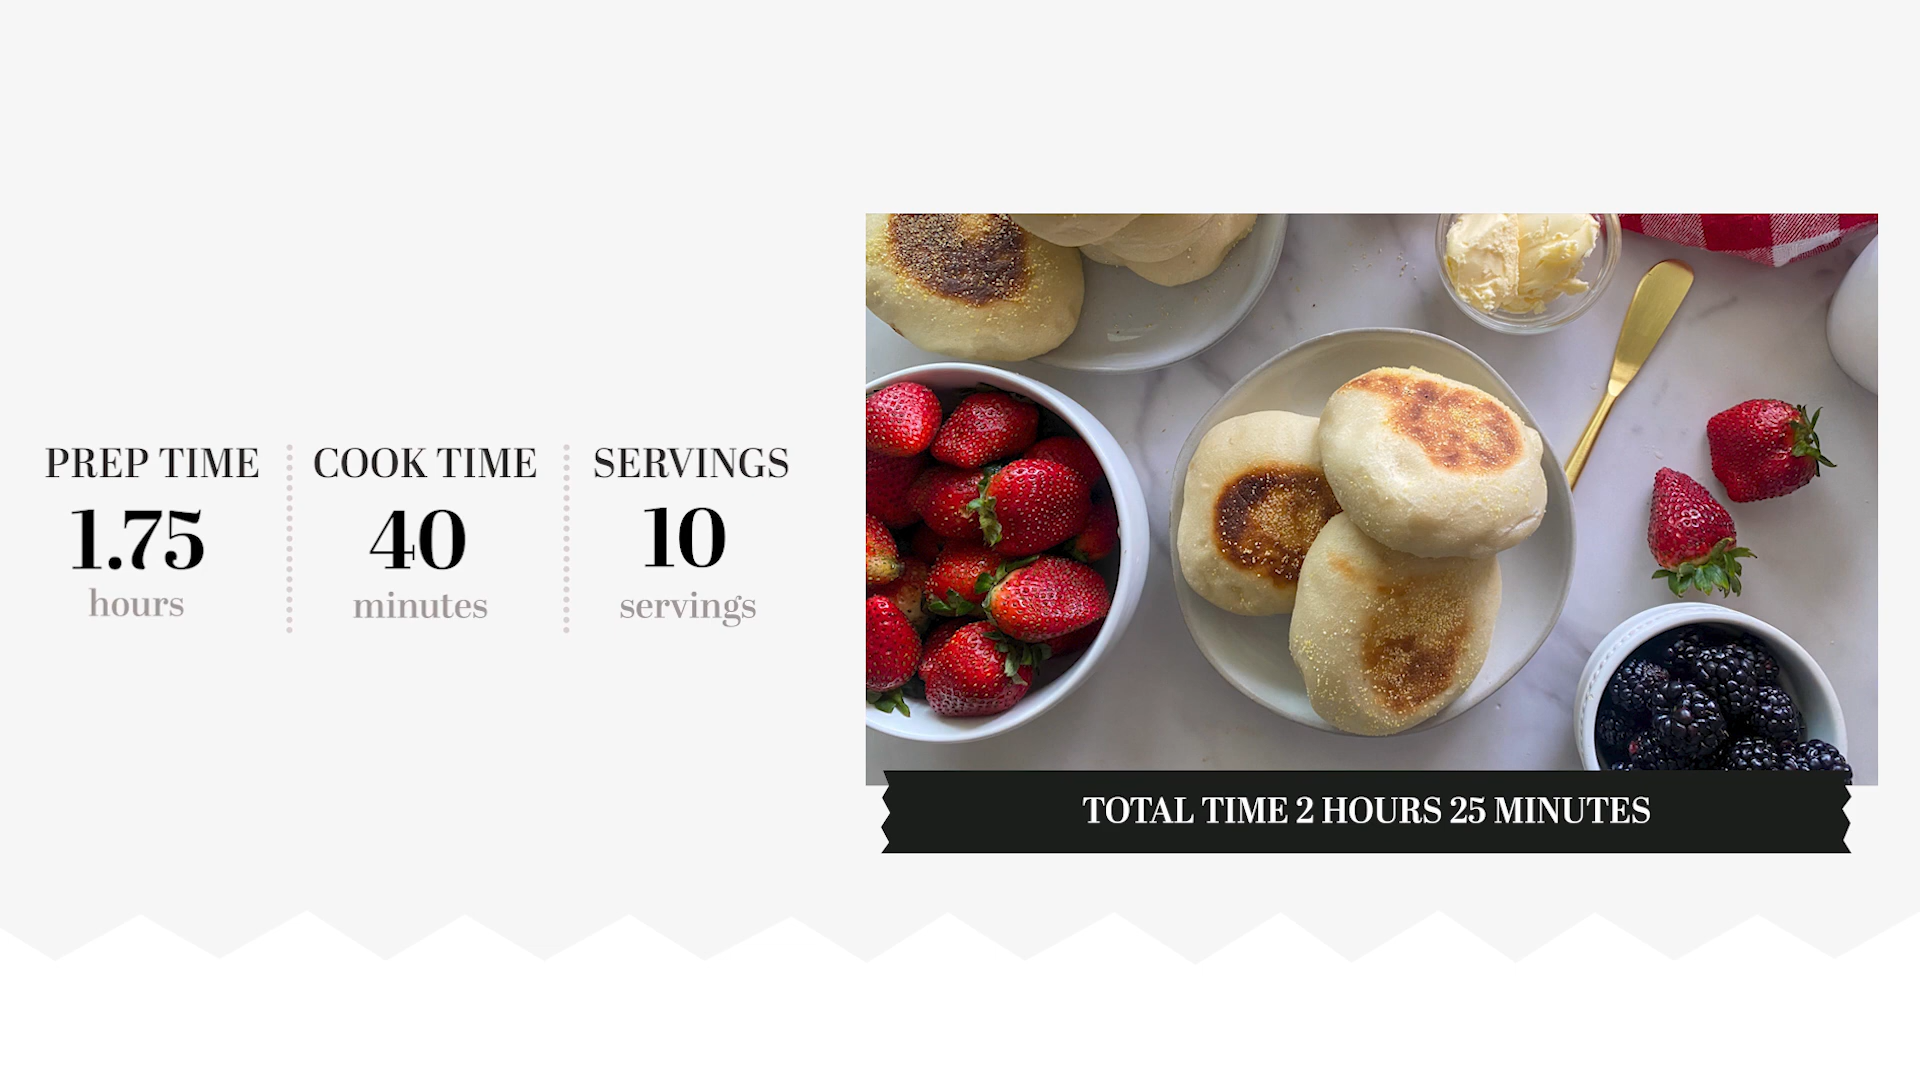 PREP TIME
1.75
hours
COOK TIME
40
minutes
SERVINGS
10
servings
TOTAL TIME 2 HOURS 25 MINUTES